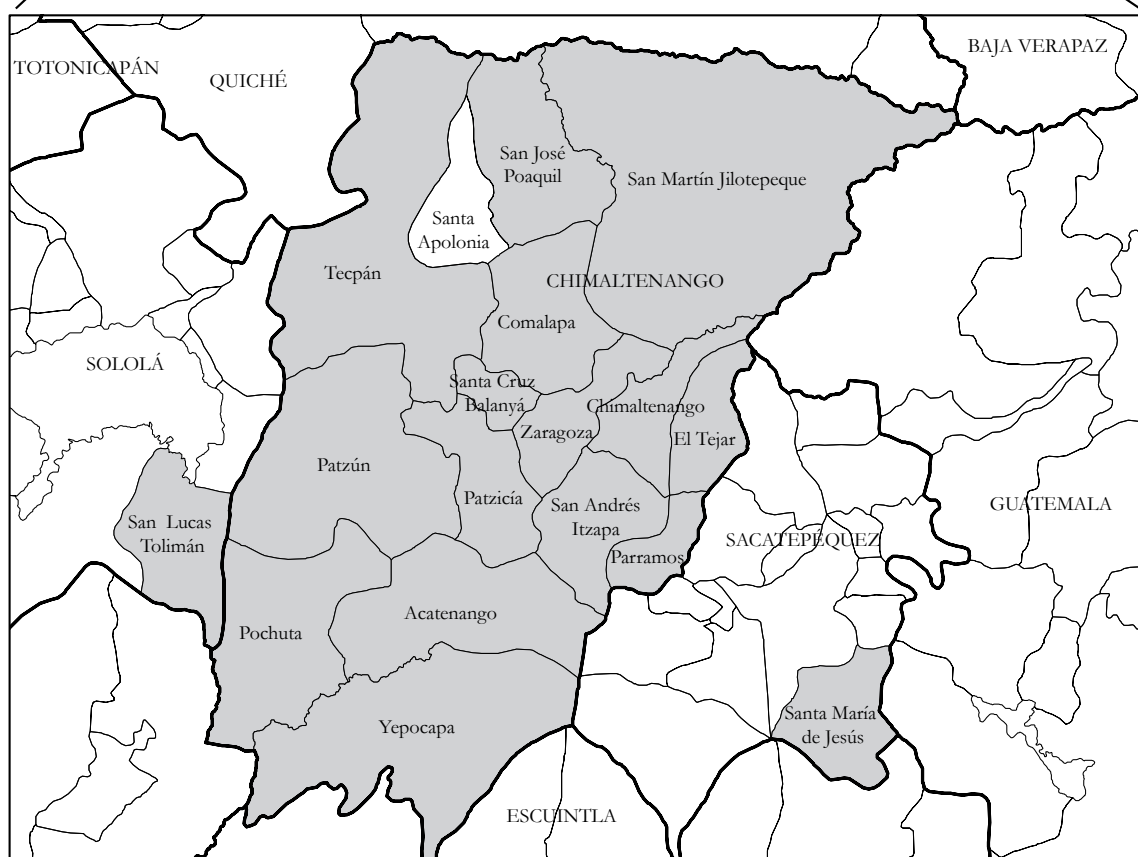 BAJA VERAPAZ
TOTONICAPÁN
QUICHÉ
San José
Poaquil
San Martín Jilotepeque
Santa
Apolonia
Tecpán
CHIMALTENANGO
Comalapa
SOLOLÁ
Santa Cruz
Balanyá
Chimaltenango
Zaragoza
El Tejar
Patzún
Patzicía
San Andrés
Itzapa
GUATEMALA
San Lucas
Tolimán
SACATEPÉQUEZ
Parramos
Acatenango
Pochuta
Santa María
de Jesús
Yepocapa
ESCUINTLA